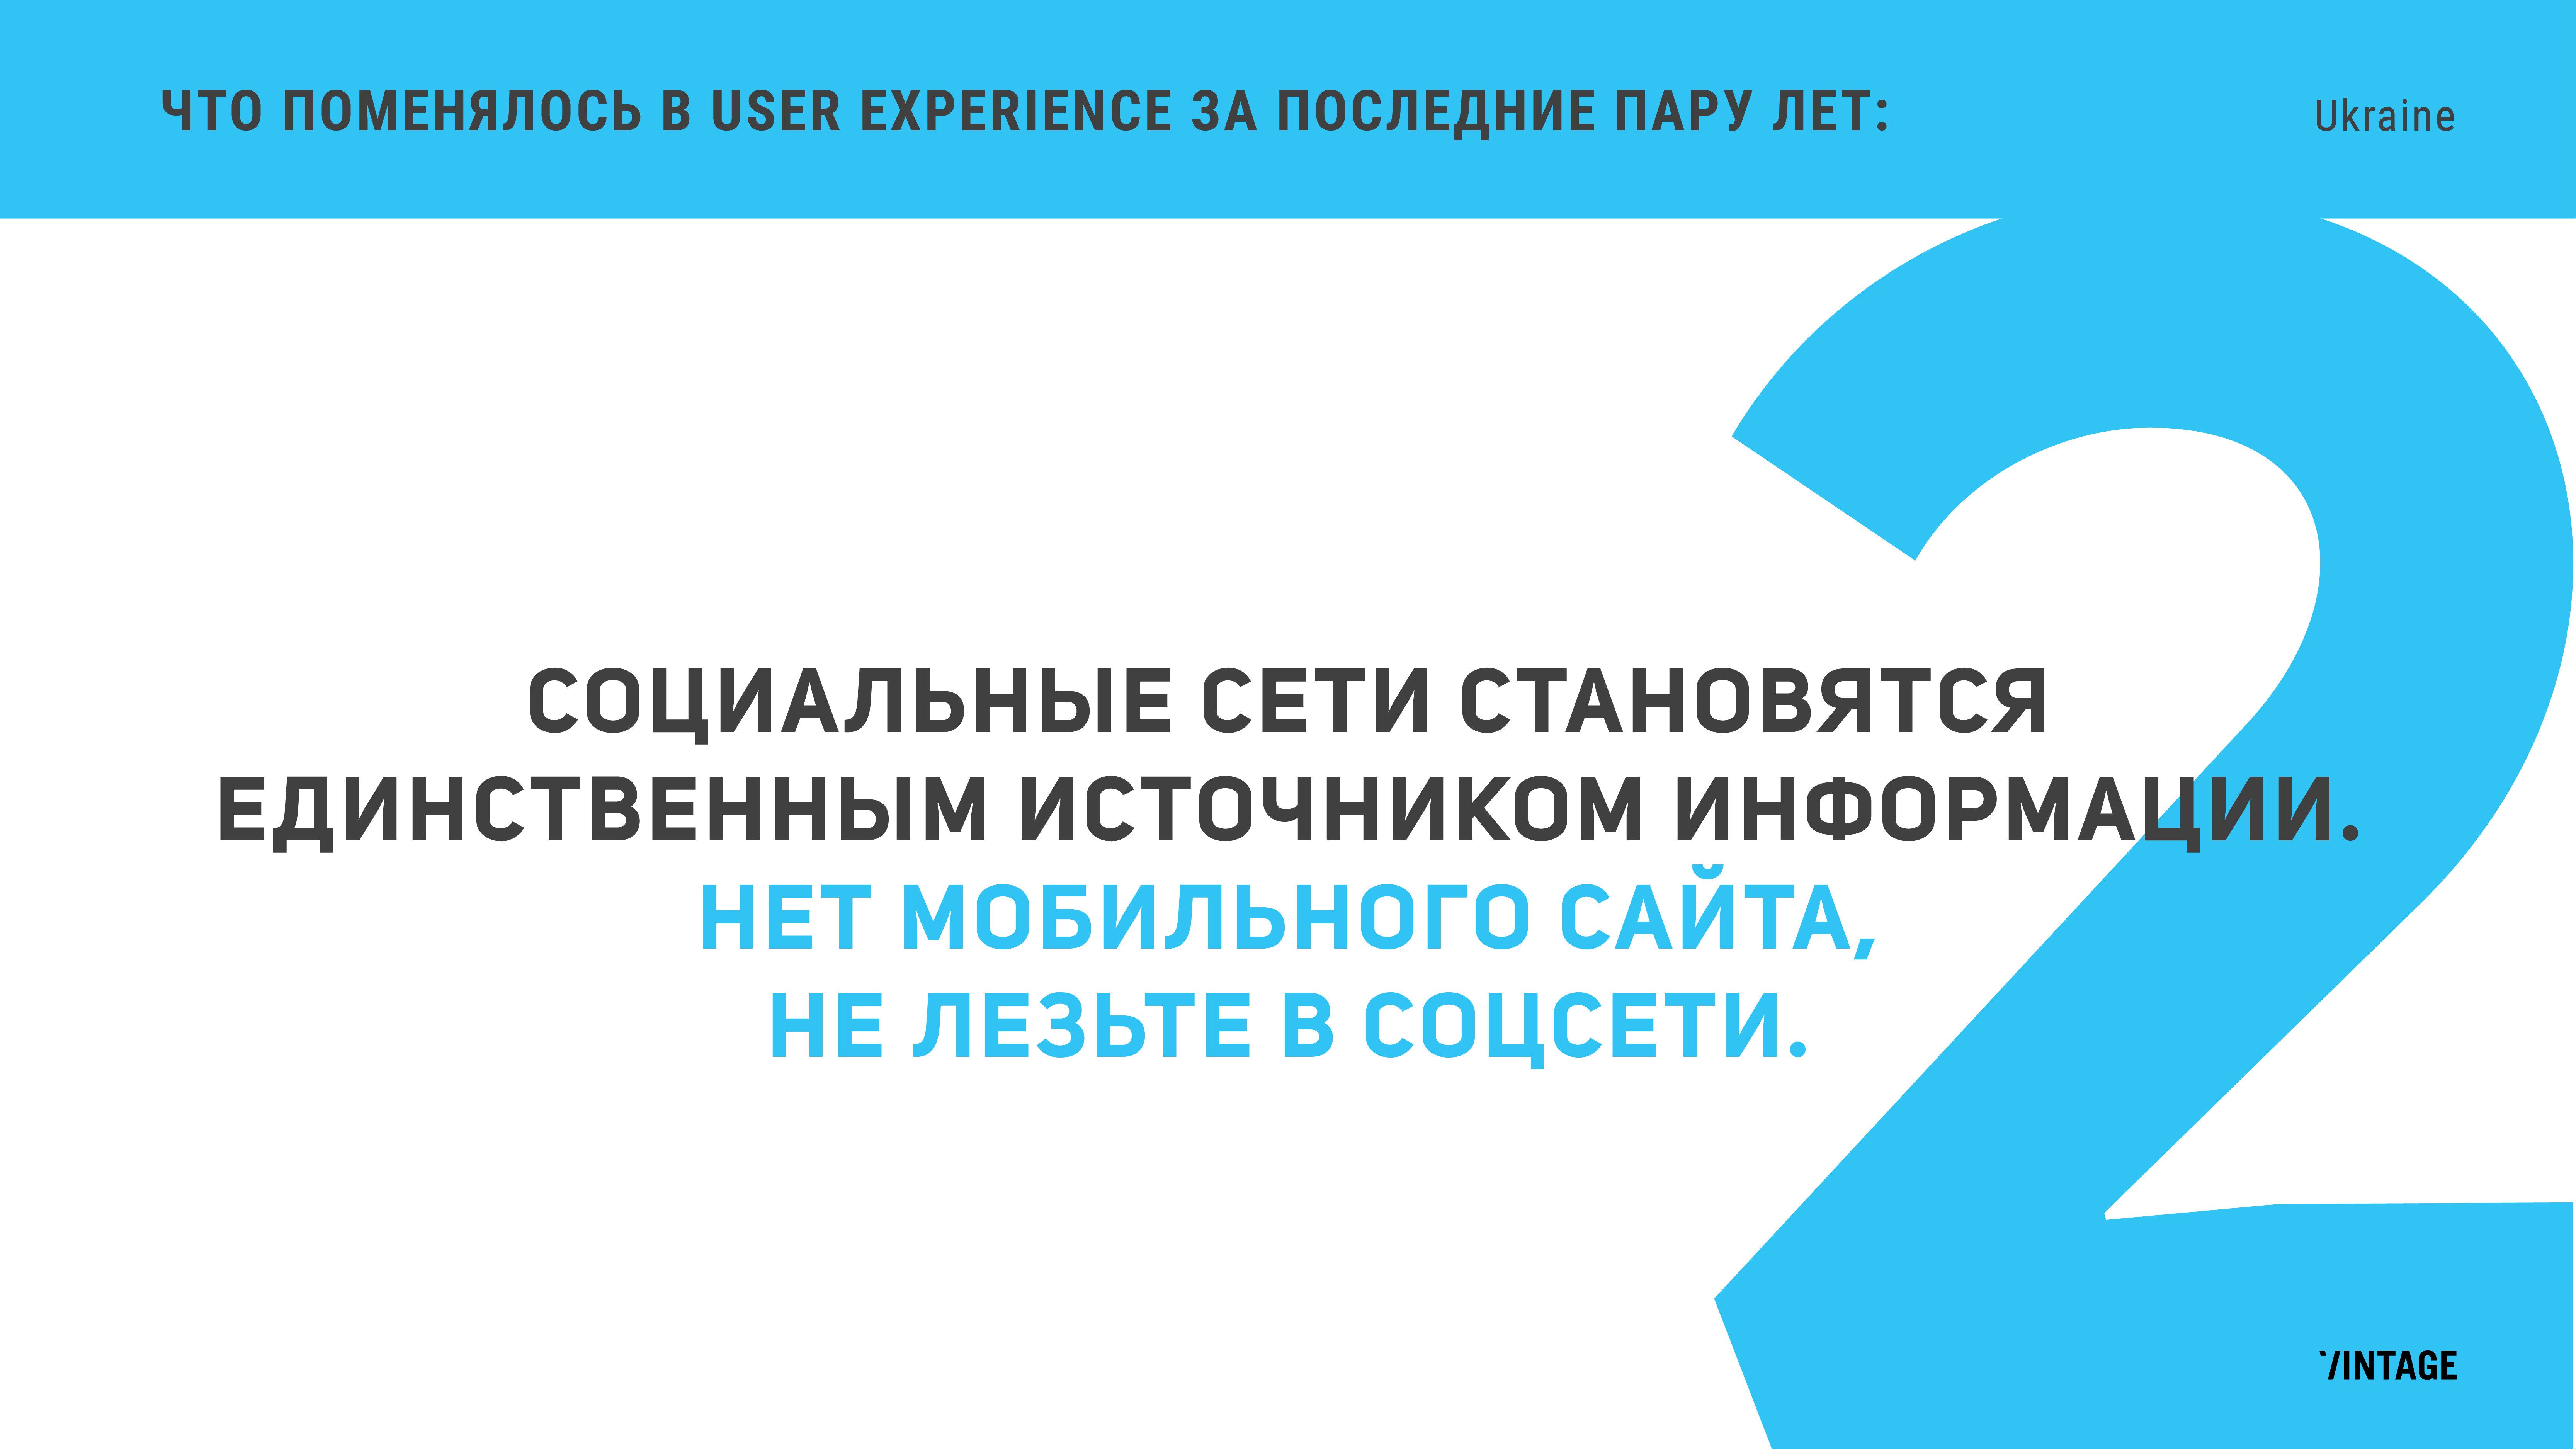 ЧТО ПОМЕНЯЛОСЬ В USER EXPERIENCE ЗА ПОСЛЕДНИЕ ПАРУ ЛЕТ:
Ukraine
2
СОЦИАЛЬНЫЕ СЕТИ СТАНОВЯТСЯ
ЕДИНСТВЕННЫМ ИСТОЧНИКОМ ИНФОРМАЦИИ.
НЕТ МОБИЛЬНОГО САЙТА,
НЕ ЛЕЗЬТЕ В СОЦСЕТИ.
VINTAGE